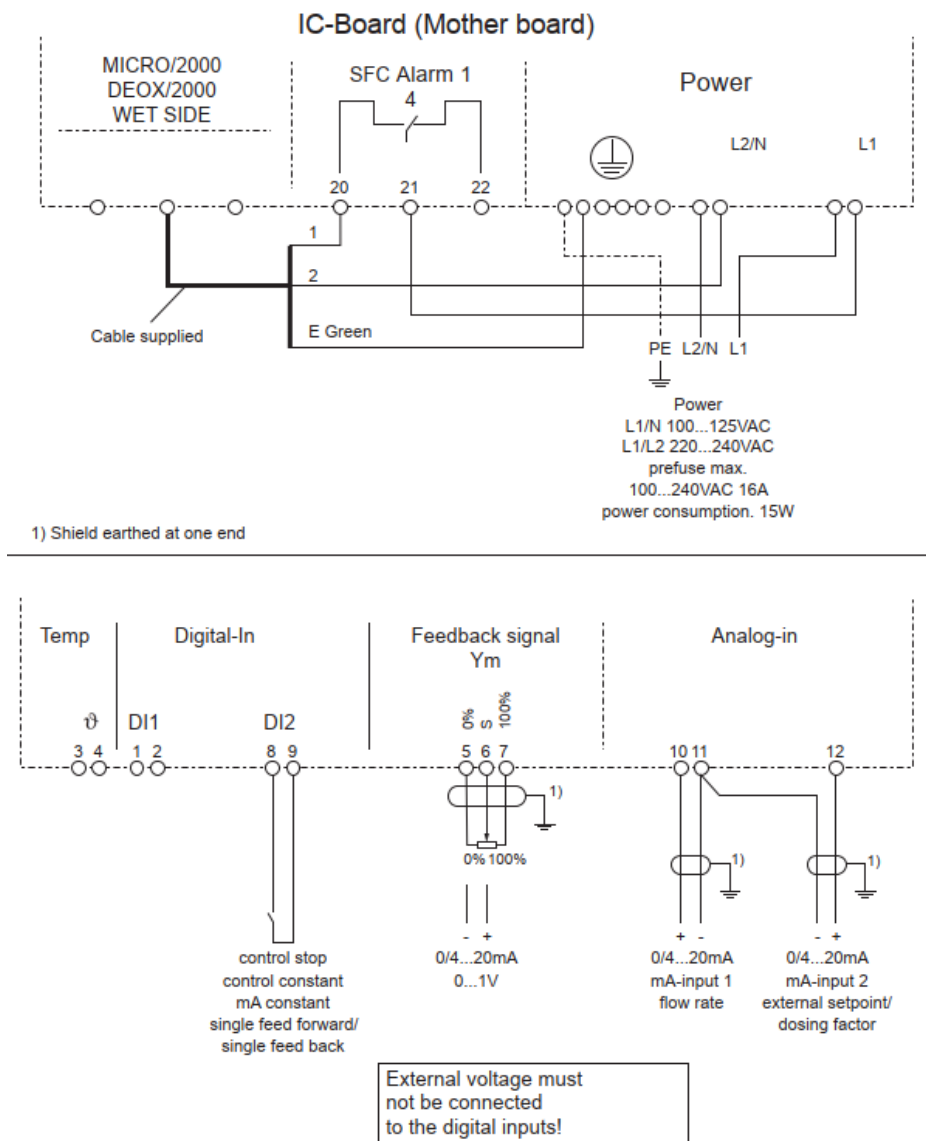 IC-Board (Mother board)
MICRO/2000
DEOX/2000
WET SIDE
SFC Alarm 1
4
Power
L2/N
L1
20
21
22
1
2
E Green
Cable supplied
PE
L2/N
L1
Power
L1/N 100...125VAC
L1/L2 220...240VAC
prefuse max.
100...240VAC 16A
power consumption. 15W
1) Shield earthed at one end
Temp
Digital-In
Feedback signal
Ym
Analog-in
ϑ
DI1
DI2
0%
S
100%
3 4
1 2
8 9
5 6 7
10 11
12
1)
0% 100%
1)
1)
- +
+ -
- +
control stop
control constant
mA constant
single feed forward/
single feed back
0/4...20mA
0...1V
0/4...20mA
mA-input 1
flow rate
0/4...20mA
mA-input 2
external setpoint/
dosing factor
External voltage must
not be connected
to the digital inputs!